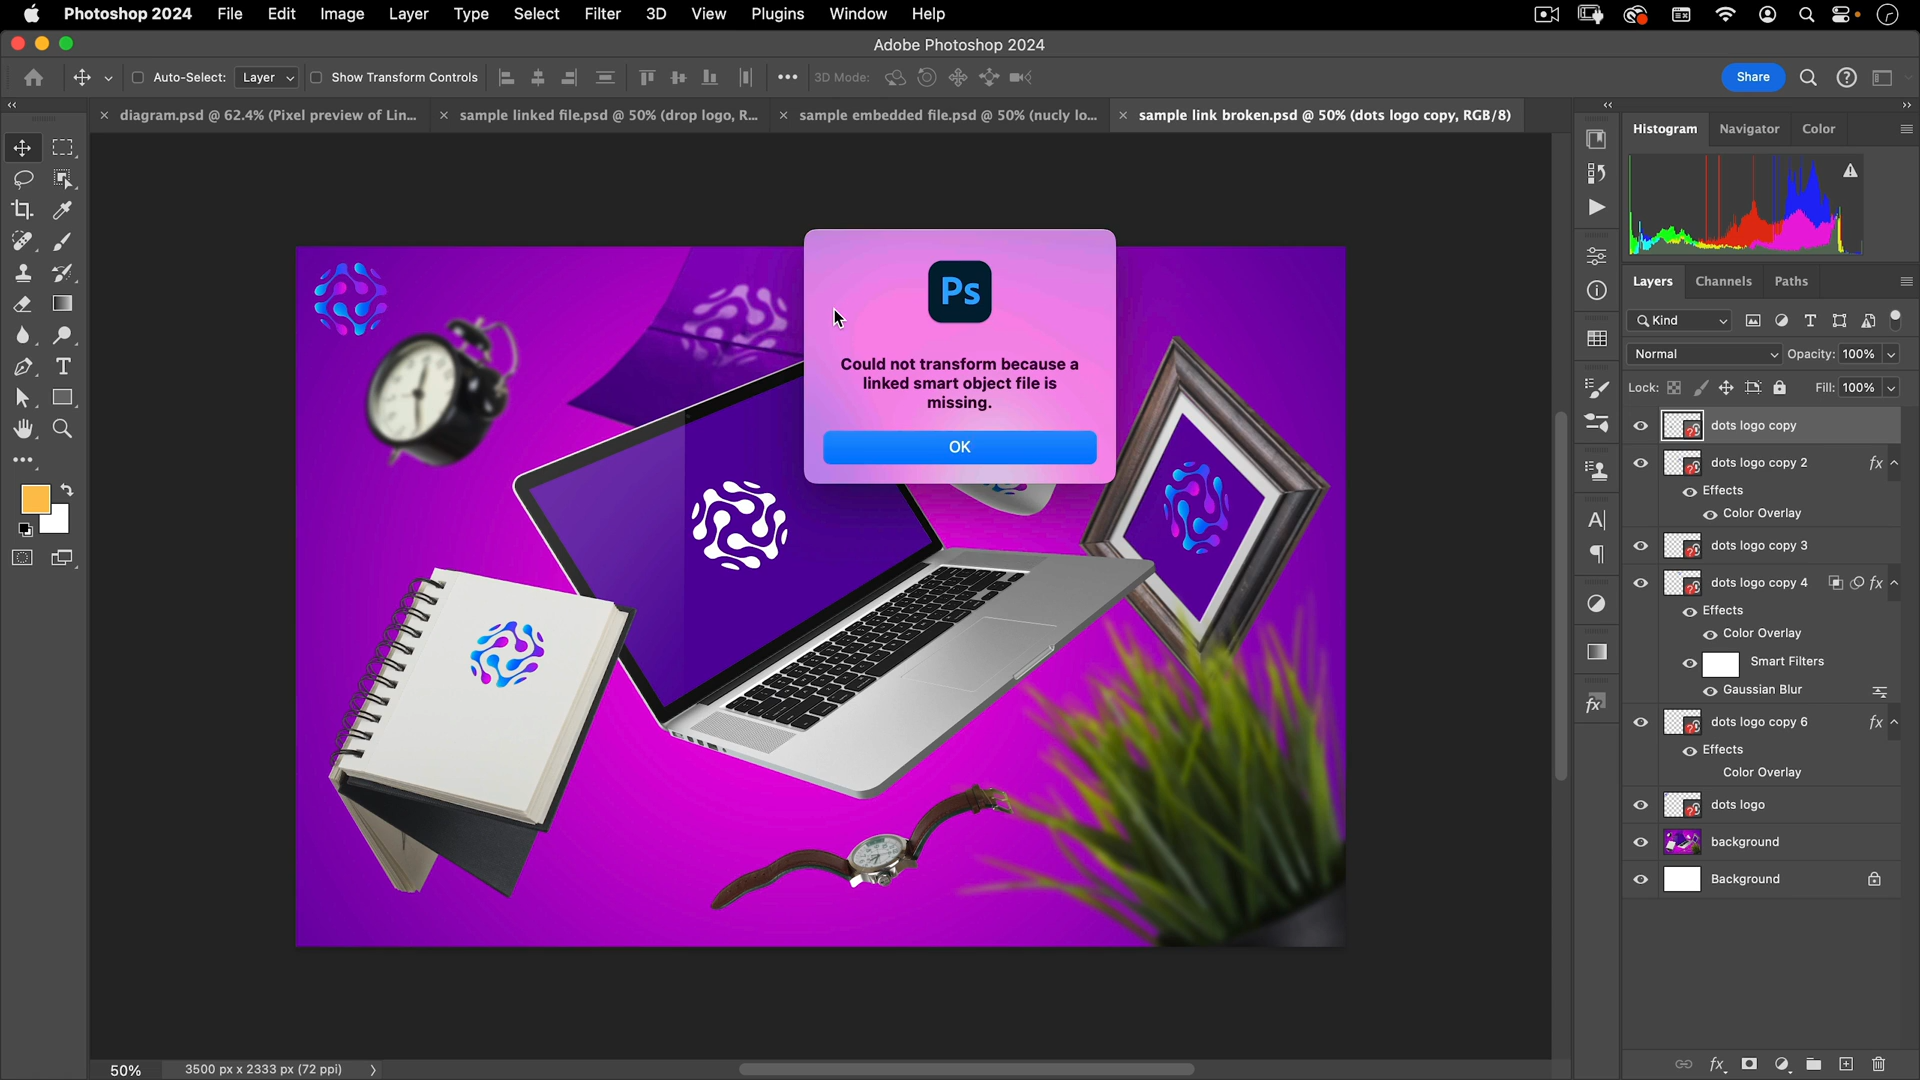 Photoshop 2024 File Edit Image Layer Type Select Filter 3D View Plugins Window Help
Adobe Photoshop 2024
Auto-Select: Layer Show Transform Controls 3D Mode: Share
diagram.psd @ 62.4% (Pixel preview of Lin... sample linked file.psd @ 50% (drop logo, R... sample embedded file.psd @ 50% (nucly lo... sample link broken.psd @ 50% (dots logo copy, RGB/8)
Histogram Navigator Color
Layers Channels Paths
Kind
Normal Opacity: 100%
Lock: Fill: 100%
Ps
Could not transform because a
linked smart object file is
missing.
OK
dots logo copy
dots logo copy 2 fx
Effects
Color Overlay
dots logo copy 3
dots logo copy 4 fx
Effects
Color Overlay
Smart Filters
Gaussian Blur
dots logo copy 6 fx
Effects
Color Overlay
dots logo
background
Background
50% 3500 px x 2333 px (72 ppi)